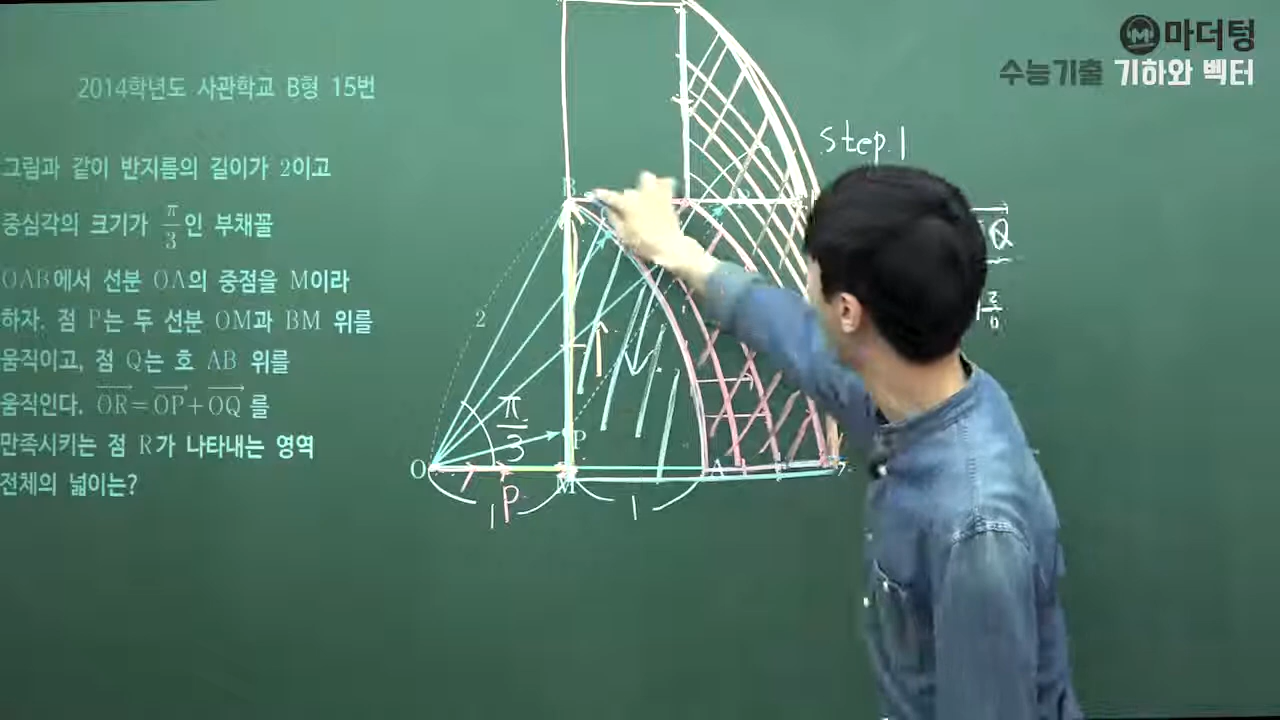 마더텅
수능기출 기하와 벡터
2014학년도 사관학교 B형 15번
그림과 같이 반지름의 길이가 2이고
중심각의 크기가 π/3인 부채꼴
OAB에서 선분 OA의 중점을 M이라
하자. 점 P는 두 선분 OM과 BM 위를
움직이고, 점 Q는 호 AB 위를
움직인다. OR=OP+OQ 를
만족시키는 점 R가 나타내는 영역
전체의 넓이는?
step.1
B
Q
2
π/3
P
O
M
A
P
1
1